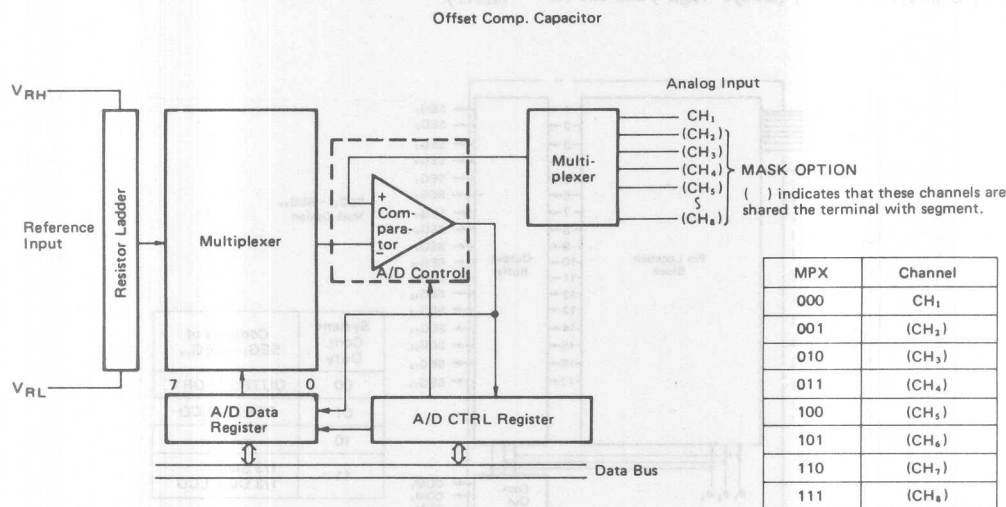 Offset Comp. Capacitor
Analog Input
V_RH
CH₁
(CH₂)
(CH₃)
(CH₄)
(CH₅)
(CH₈)
Multi-
plexer
MASK OPTION
( ) indicates that these channels are
shared the terminal with segment.
Reference
Input
Resistor Ladder
Multiplexer
+
Com-
para-
tor
−
A/D Control
V_RL
7 0
A/D Data
Register
A/D CTRL Register
Data Bus
MPX Channel
000 CH₁
001 (CH₂)
010 (CH₃)
011 (CH₄)
100 (CH₅)
101 (CH₆)
110 (CH₇)
111 (CH₈)